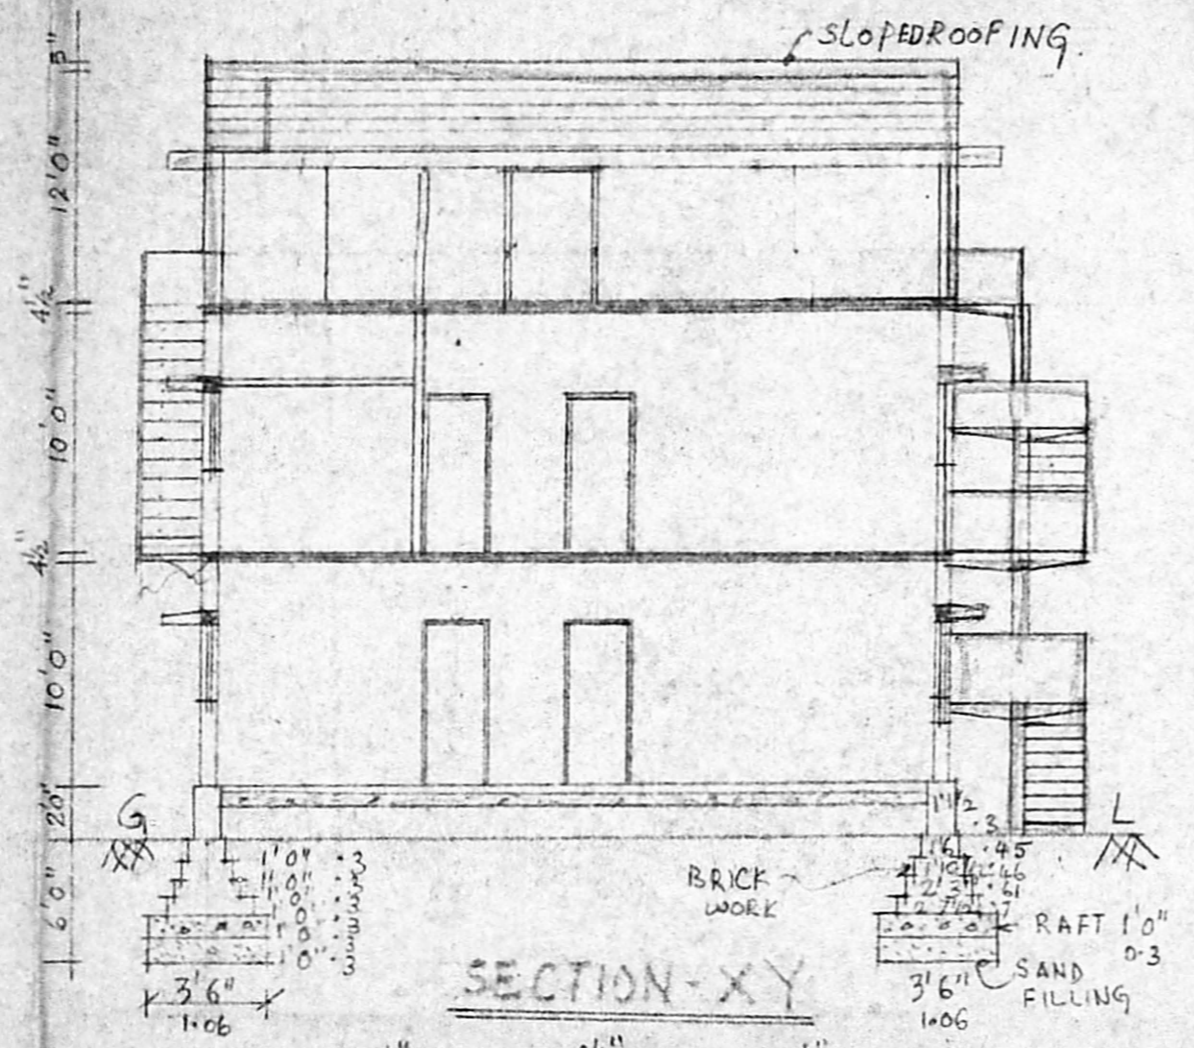 SLOPEDROOFING
3"
12'0"
4½"
10'0"
4½"
10'0"
2'0"
6'0"
G
L
1'0" ·3
1'0" ·3
1'0" ·3
1'0 ·3
1'0" ·3
3'6"
1.06
BRICK
WORK
1'1½
·3
·45
·46
·61
RAFT 1'0"
0.3
SAND
FILLING
3'6"
1.06
SECTION-XY